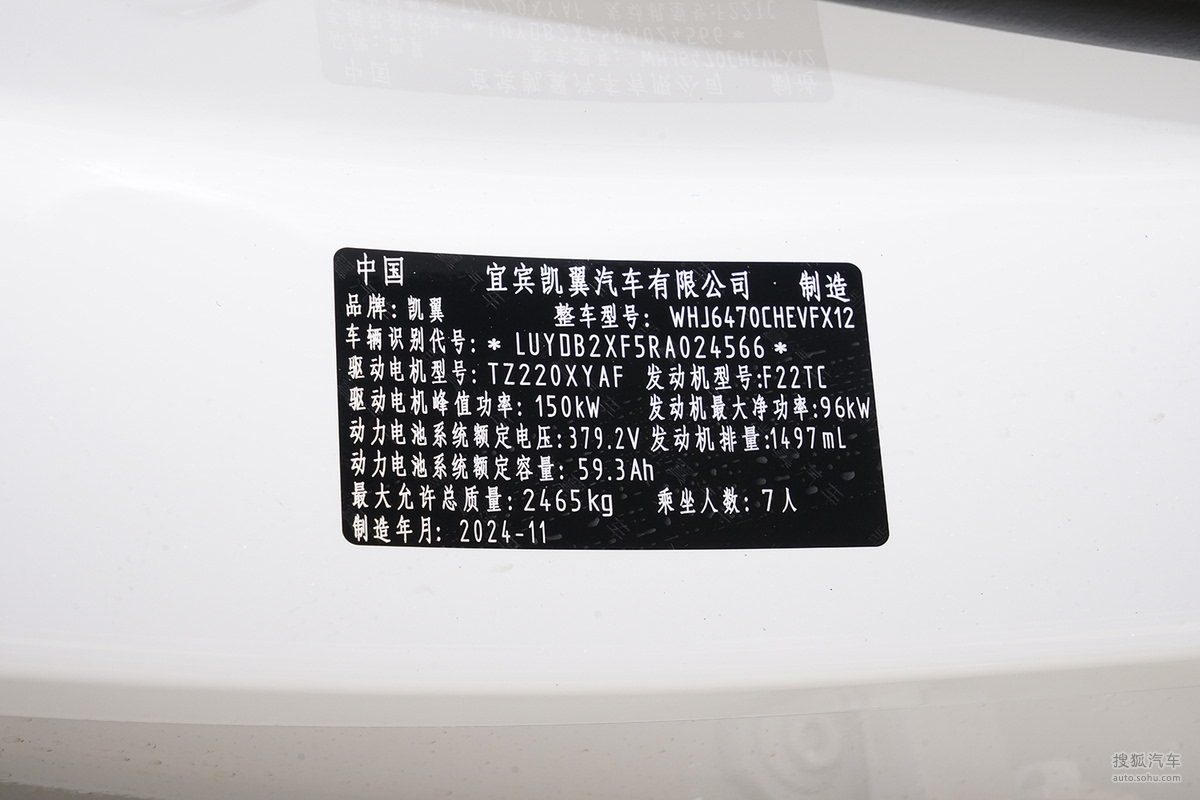 中国 宜宾凯翼汽车有限公司 制造
品牌: 凯翼 整车型号: WHJ6470CHEVFX12
车辆识别代号: * LUYDB2XF5RA024566 *
驱动电机型号: TZ220XYAF 发动机型号:F22TC
驱动电机峰值功率: 150kW 发动机最大净功率:96kW
动力电池系统额定电压:379.2V 发动机排量:1497mL
动力电池系统额定容量: 59.3Ah
最大允许总质量: 2465kg 乘坐人数: 7人
制造年月: 2024-11
搜狐汽车
auto.sohu.com